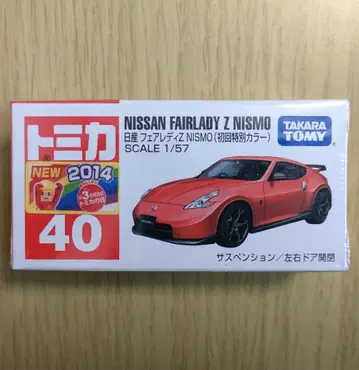 トミカ
NEW 2014
40
NISSAN FAIRLADY Z NISMO
日産 フェアレディZ NISMO(初回特別カラー)
SCALE 1/57
TAKARA
TOMY
サスペンション/左右ドア開閉